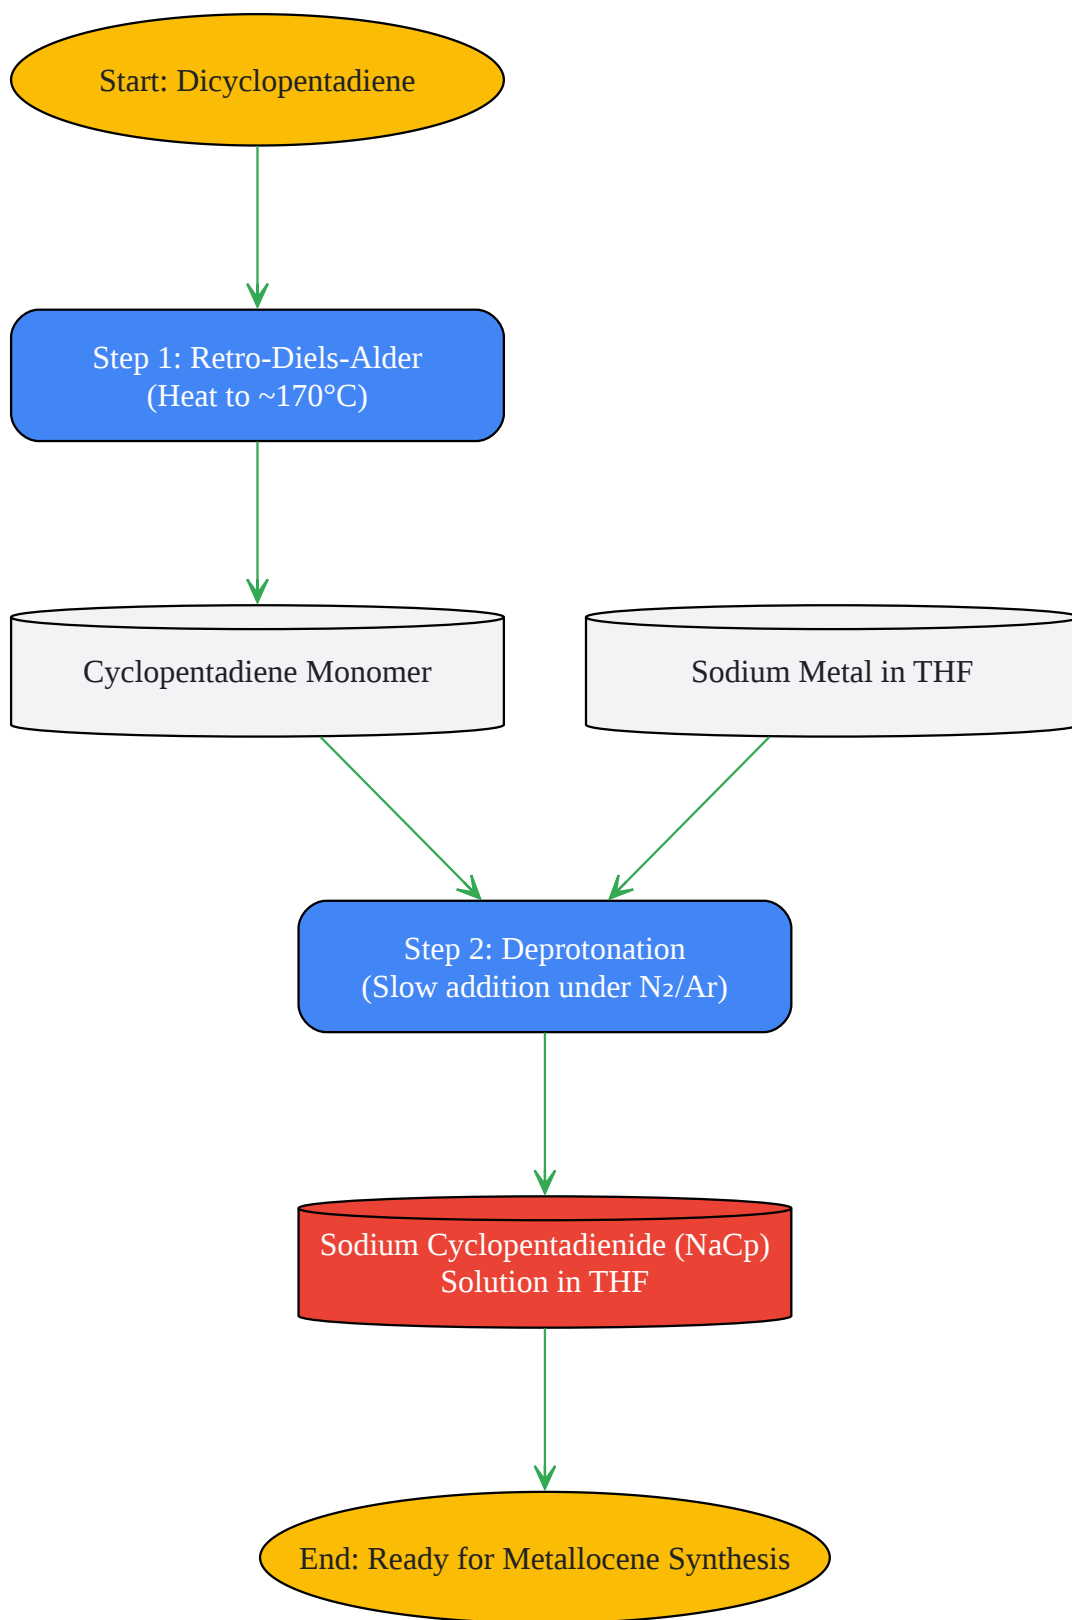 Start: Dicyclopentadiene
Step 1: Retro-Diels-Alder
(Heat to ~170°C)
Cyclopentadiene Monomer
Sodium Metal in THF
Step 2: Deprotonation
(Slow addition under N₂/Ar)
Sodium Cyclopentadienide (NaCp)
Solution in THF
End: Ready for Metallocene Synthesis